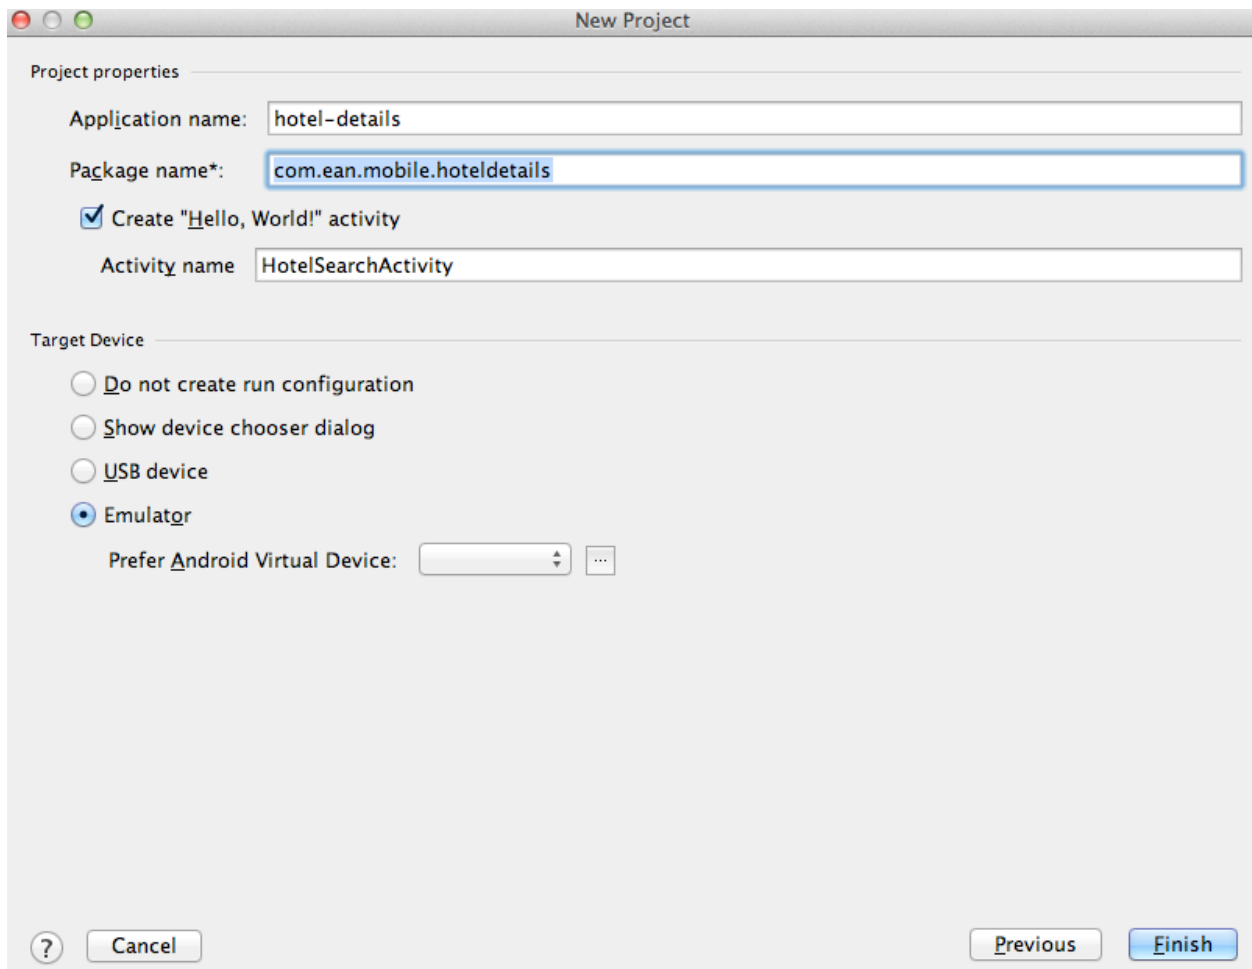 New Project
Project properties
Application name: hotel-details
Package name*: com.ean.mobile.hoteldetails
Create "Hello, World!" activity
Activity name HotelSearchActivity
Target Device
Do not create run configuration
Show device chooser dialog
USB device
Emulator
Prefer Android Virtual Device: ...
? Cancel Previous Finish